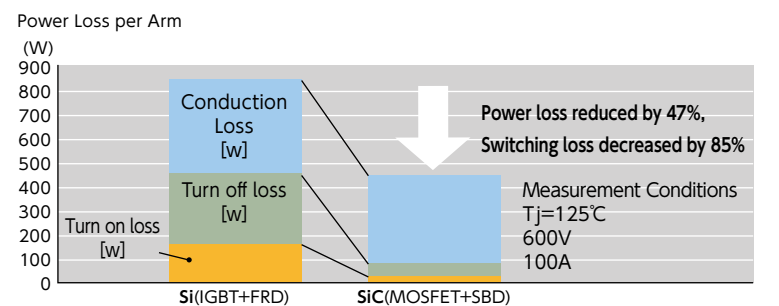 Power Loss per Arm
(W)
900
800
700
600
500
400
300
200
100
0
Conduction
Loss
[w]
Turn off loss
[w]
Turn on loss
[w]
Power loss reduced by 47%,
Switching loss decreased by 85%
Measurement Conditions
Tj=125℃
600V
100A
Si(IGBT+FRD)
SiC(MOSFET+SBD)